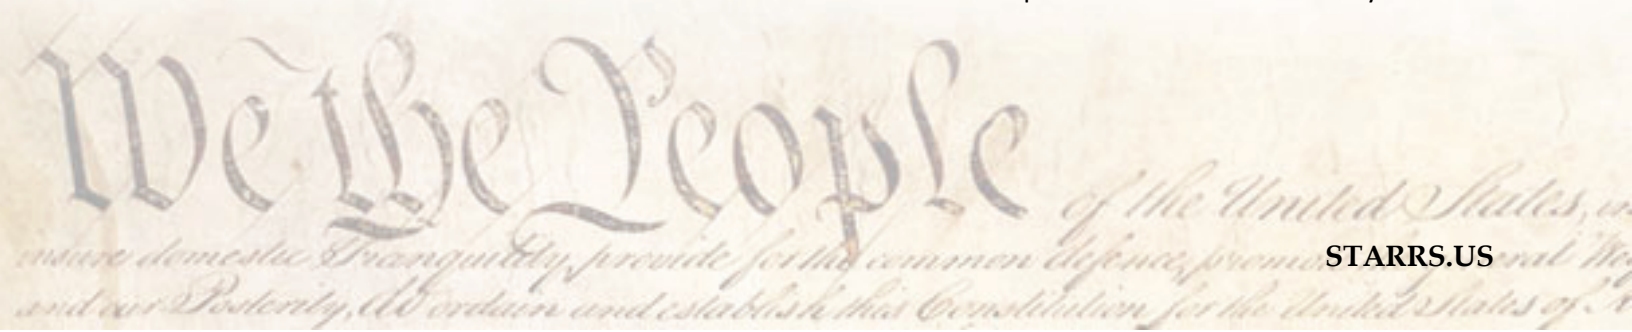 We the People of the United States,
insure domestic Tranquility, provide for the common defence,
STARRS.US
and our Posterity, do ordain and establish this Constitution for the United States of